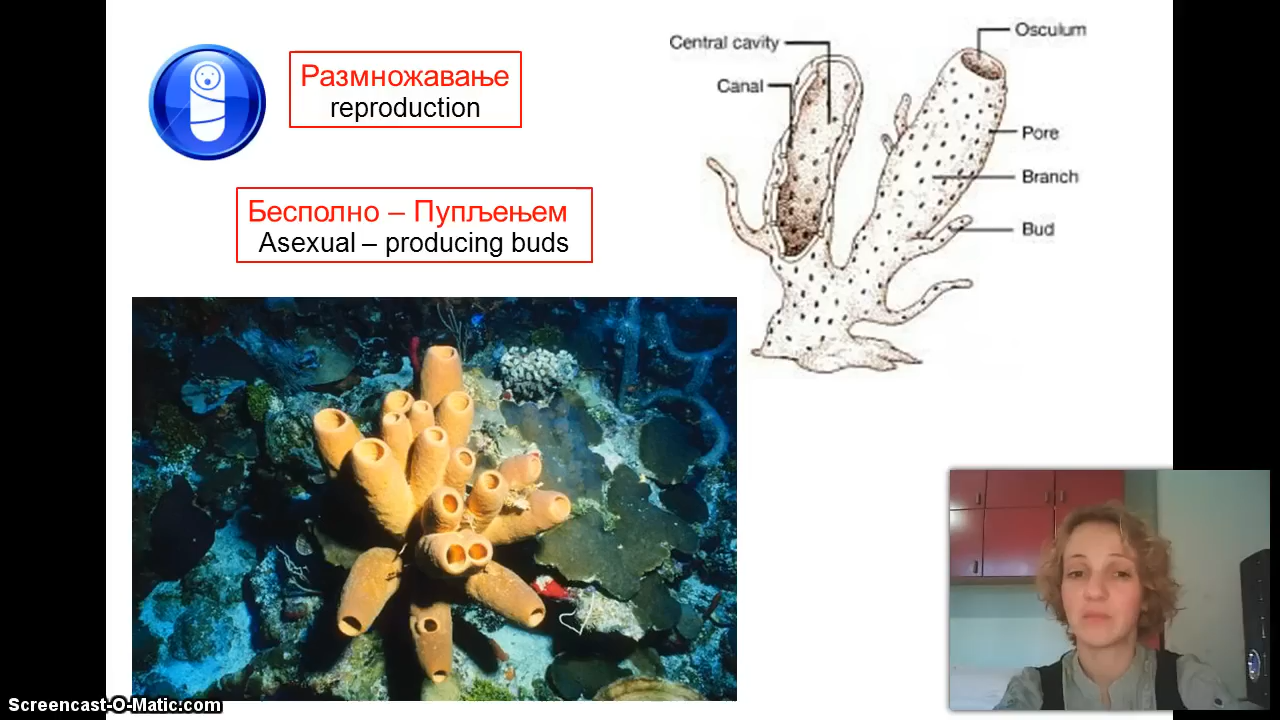 Размножавање
reproduction
Бесполно – Пупљењем
Asexual – producing buds
Central cavity
Canal
Osculum
Pore
Branch
Bud
Screencast-O-Matic.com